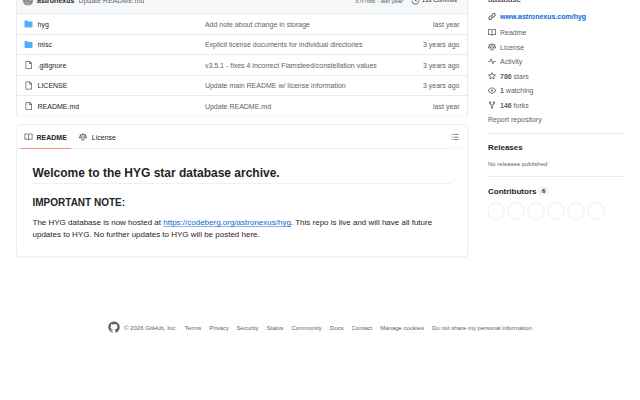 astronexus Update README.md last year
hyg Add note about change in storage last year
misc Explicit license documents for individual directories 3 years ago
.gitignore v3.5.1 - fixes 4 incorrect Flamsteed/constellation values 3 years ago
LICENSE Update main README w/ license information 3 years ago
README.md Update README.md last year
README License
Welcome to the HYG star database archive.
IMPORTANT NOTE:
The HYG database is now hosted at https://codeberg.org/astronexus/hyg. This repo is live and will have all future
updates to HYG. No further updates to HYG will be posted here.
www.astronexus.com/hyg
Readme
License
Activity
786 stars
1 watching
146 forks
Report repository
Releases
No releases published
Contributors 6
© 2026 GitHub, Inc. Terms Privacy Security Status Community Docs Contact Manage cookies Do not share my personal information